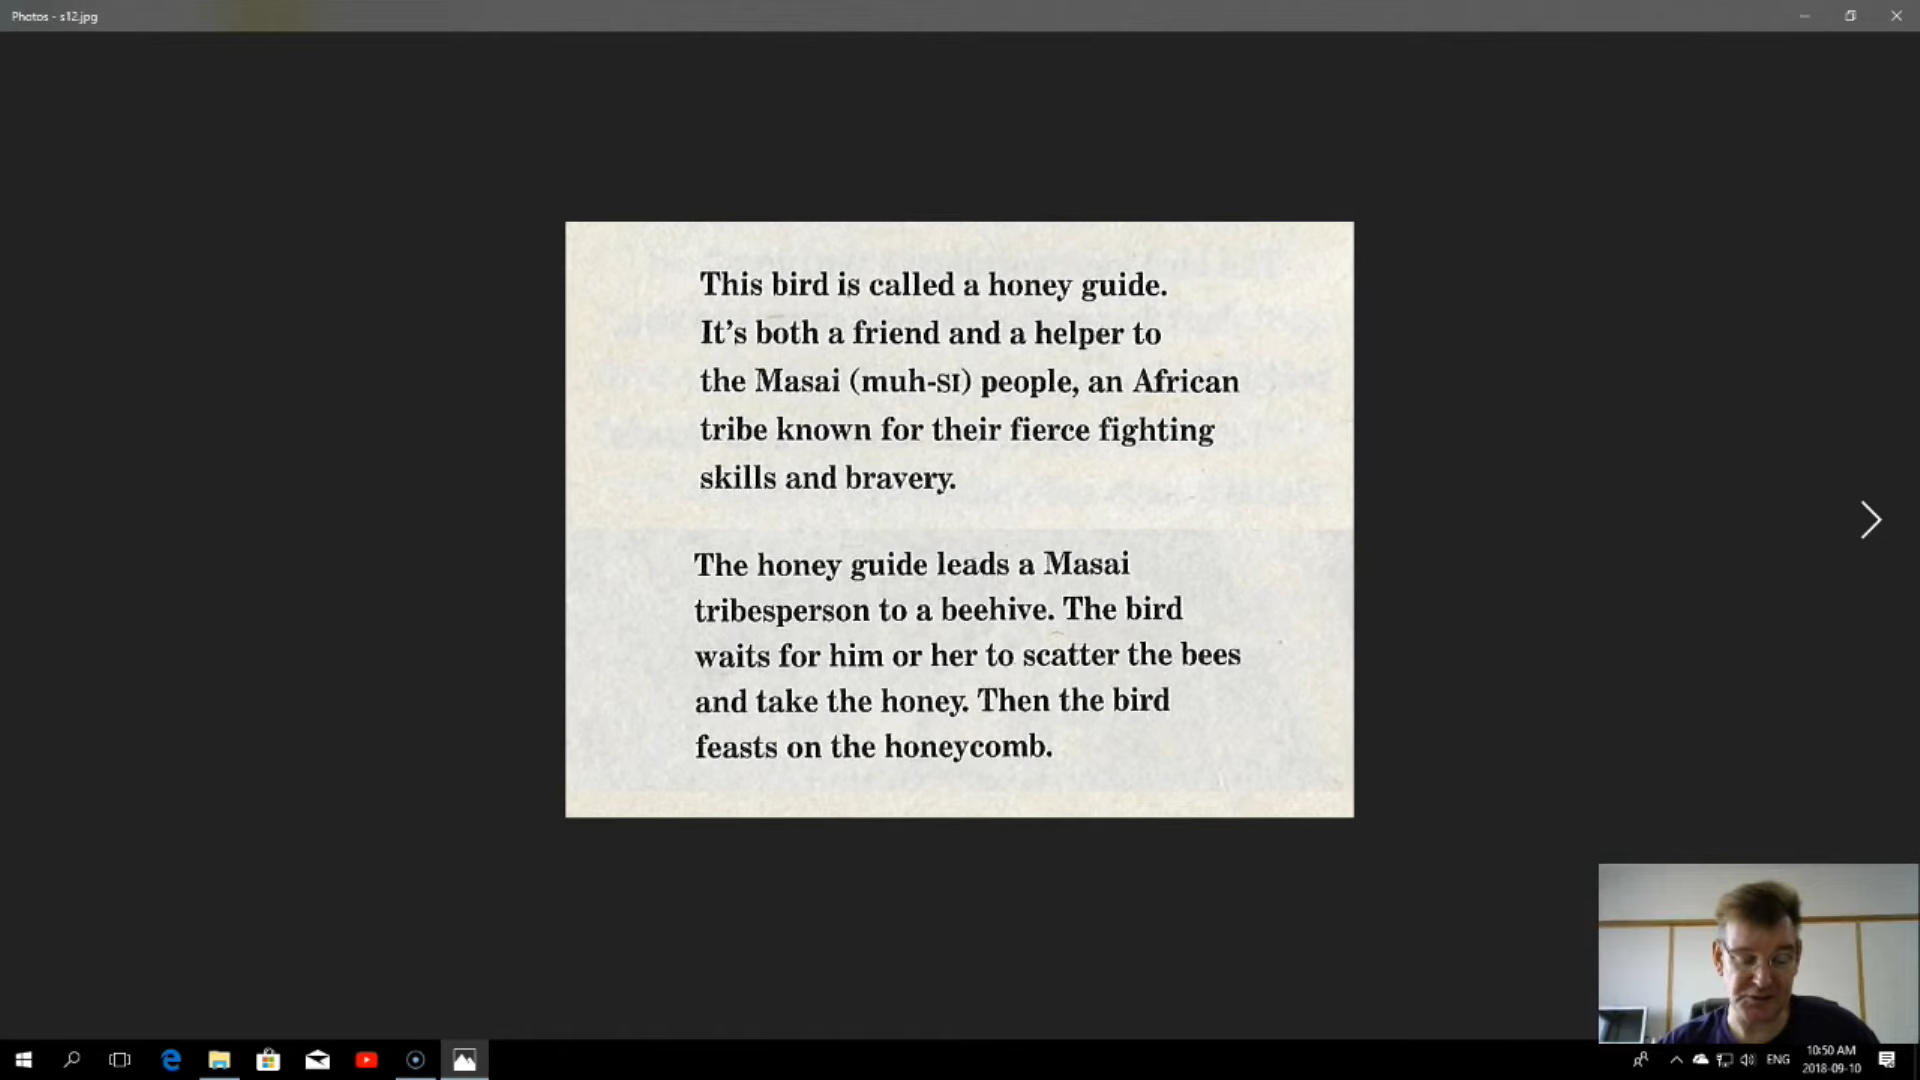 Photos - s12.jpg
This bird is called a honey guide.
It's both a friend and a helper to
the Masai (muh-SI) people, an African
tribe known for their fierce fighting
skills and bravery.
The honey guide leads a Masai
tribesperson to a beehive. The bird
waits for him or her to scatter the bees
and take the honey. Then the bird
feasts on the honeycomb.
ENG
10:50 AM
2018-09-10